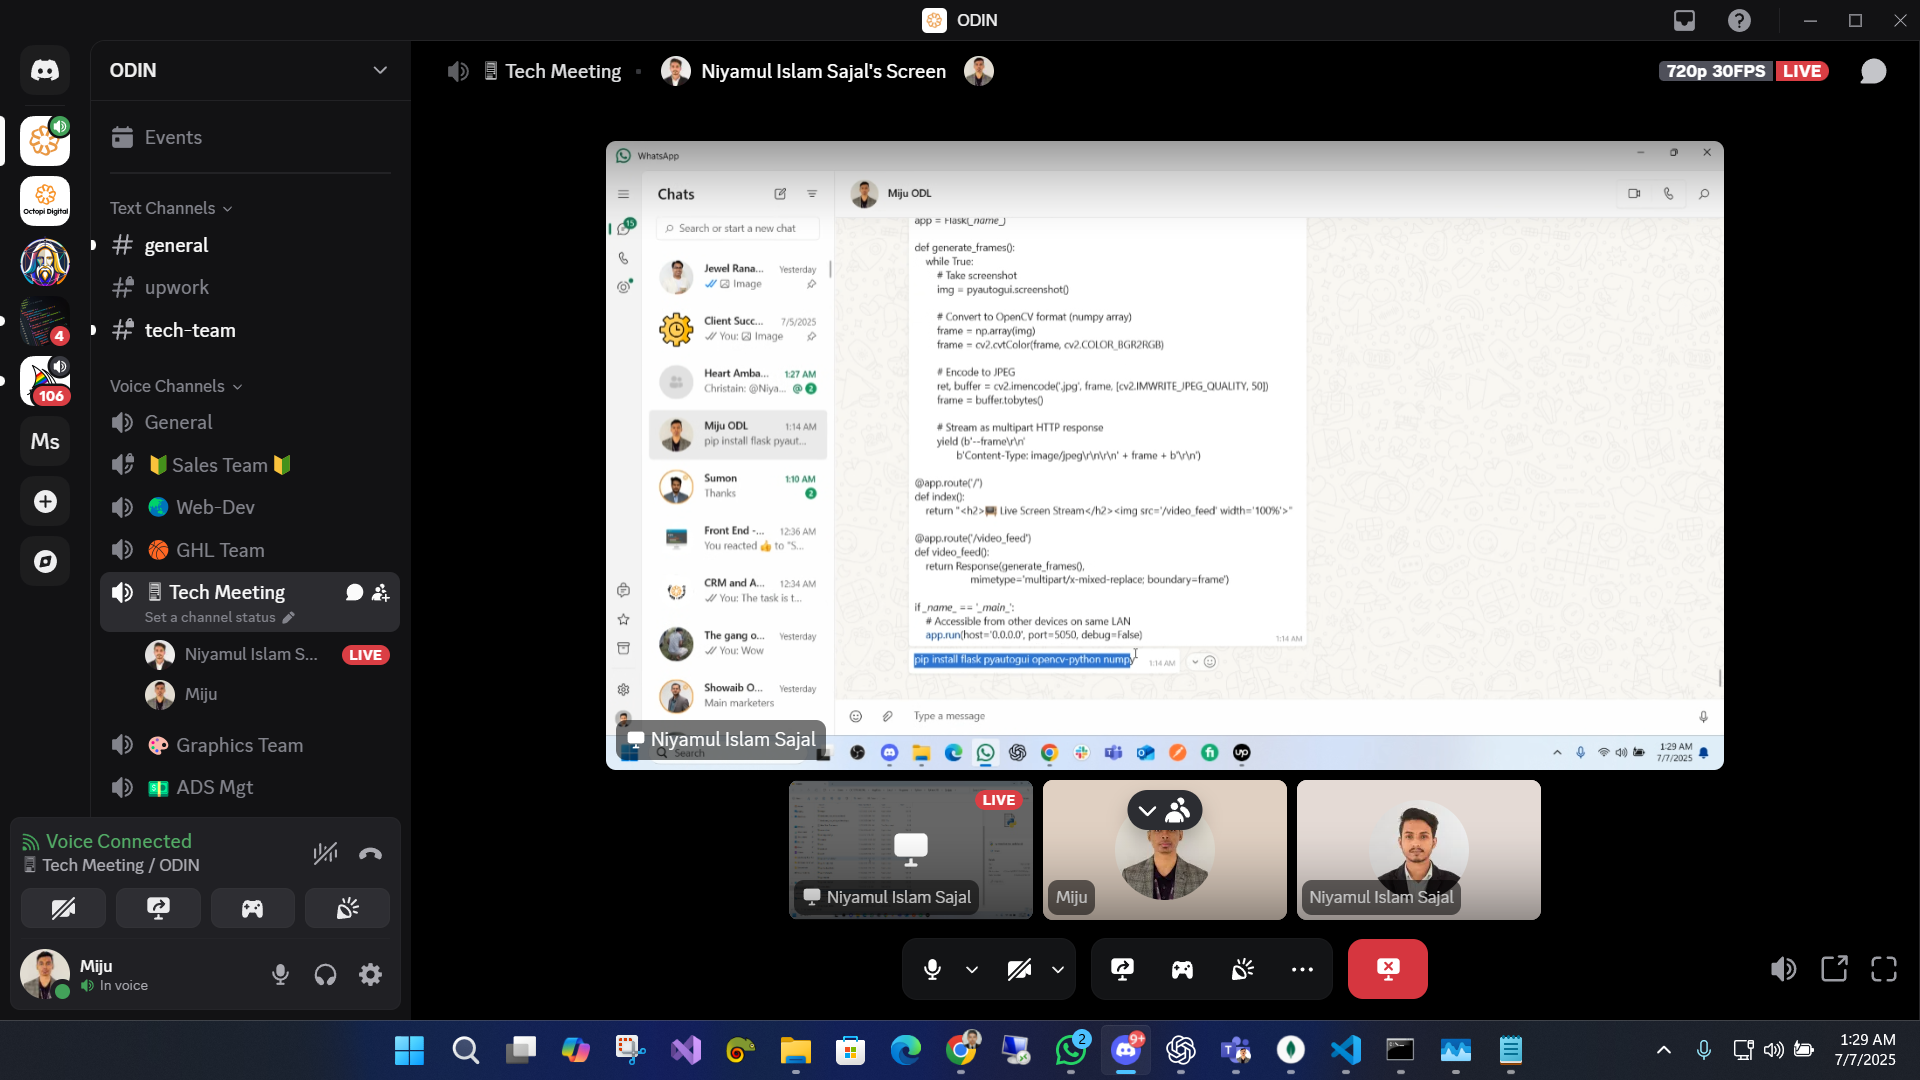 ODIN
ODIN
Tech Meeting
Niyamul Islam Sajal's Screen
720p 30FPS
LIVE
Events
Text Channels
general
upwork
tech-team
Voice Channels
General
Sales Team
Web-Dev
GHL Team
Tech Meeting
Set a channel status
Niyamul Islam S...
LIVE
Miju
Graphics Team
ADS Mgt
Octopi Digital
4
106
Ms
Voice Connected
Tech Meeting / ODIN
Miju
In voice
WhatsApp
15
Chats
Search or start a new chat
Jewel Rana... Yesterday
Image
Client Succ... 7/5/2025
You: Image
Heart Amba... 1:27 AM
Christain: @Niya... @ 2
Miju ODL 1:14 AM
pip install flask pyaut...
Sumon 1:10 AM
Thanks 2
Front End -... 12:36 AM
You reacted 👍 to "S...
CRM and A... 12:34 AM
You: The task is t...
The gang o... Yesterday
You: Wow
Showaib O... Yesterday
Main marketers
Niyamul Islam Sajal
Search
Miju ODL
app = Flask(_name_)
def generate_frames():
while True:
# Take screenshot
img = pyautogui.screenshot()
# Convert to OpenCV format (numpy array)
frame = np.array(img)
frame = cv2.cvtColor(frame, cv2.COLOR_BGR2RGB)
# Encode to JPEG
ret, buffer = cv2.imencode('.jpg', frame, [cv2.IMWRITE_JPEG_QUALITY, 50])
frame = buffer.tobytes()
# Stream as multipart HTTP response
yield (b'--frame\r\n'
b'Content-Type: image/jpeg\r\n\r\n' + frame + b'\r\n')
@app.route('/')
def index():
return "<h2> Live Screen Stream</h2><img src='/video_feed' width='100%'>"
@app.route('/video_feed')
def video_feed():
return Response(generate_frames(),
mimetype='multipart/x-mixed-replace; boundary=frame')
if _name_ == '_main_':
# Accessible from other devices on same LAN
app.run(host='0.0.0.0', port=5050, debug=False)
1:14 AM
pip install flask pyautogui opencv-python numpy
1:14 AM
Type a message
1:29 AM
7/7/2025
LIVE
Niyamul Islam Sajal
Miju
Niyamul Islam Sajal
2
9+
1:29 AM
7/7/2025